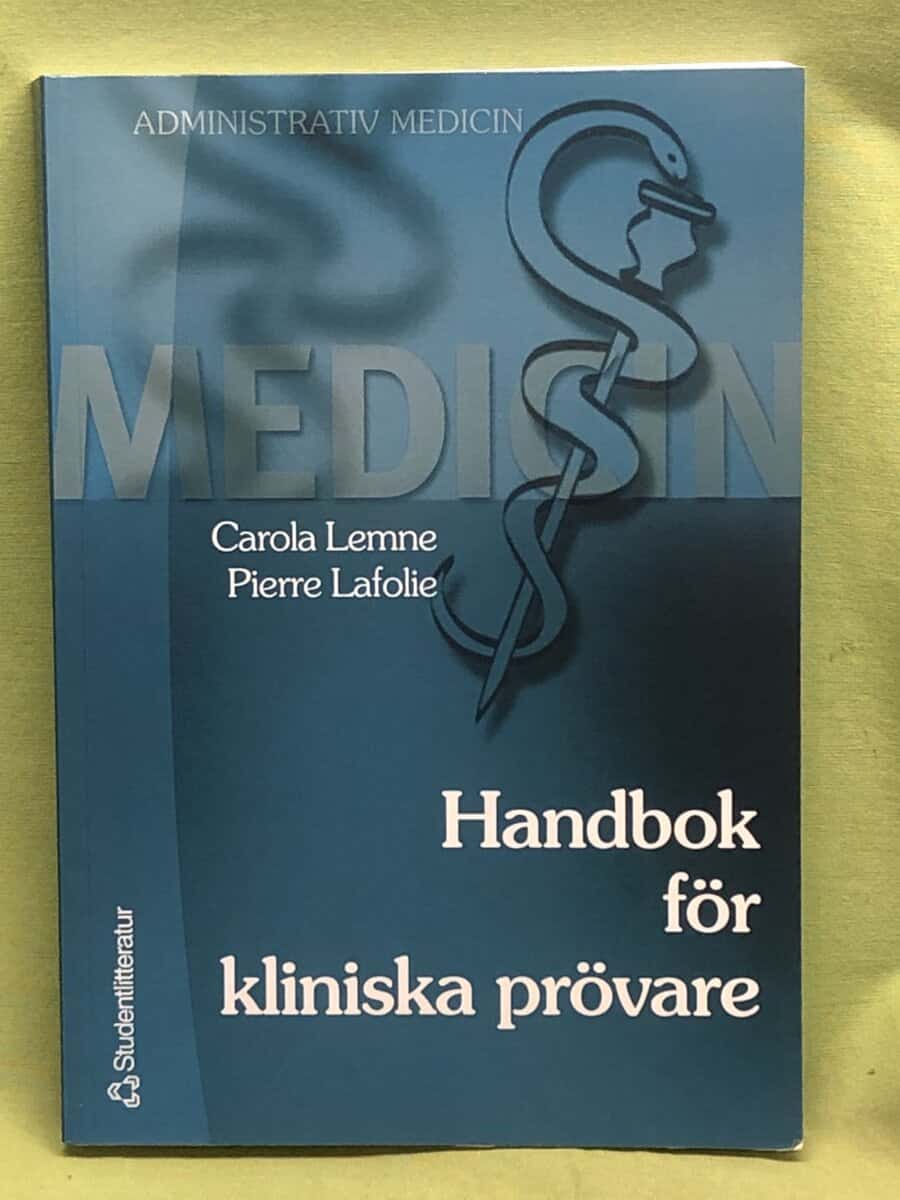 ADMINISTRATIV MEDICIN
MEDICIN
Carola Lemne
Pierre Lafolie
Handbok
för
kliniska prövare
Studentlitteratur